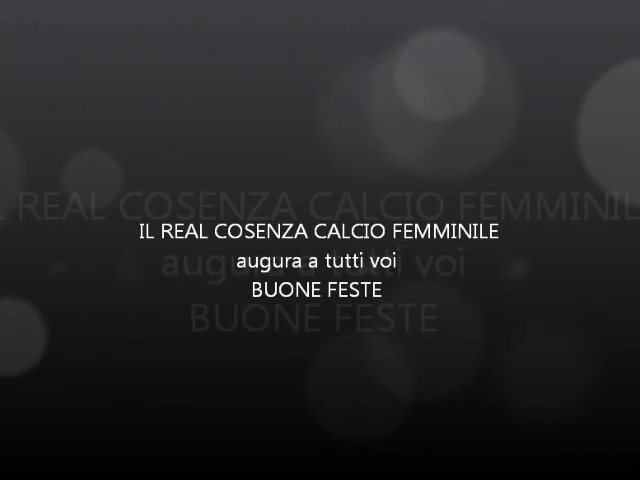 IL REAL COSENZA CALCIO FEMMINILE
augura a tutti voi
BUONE FESTE